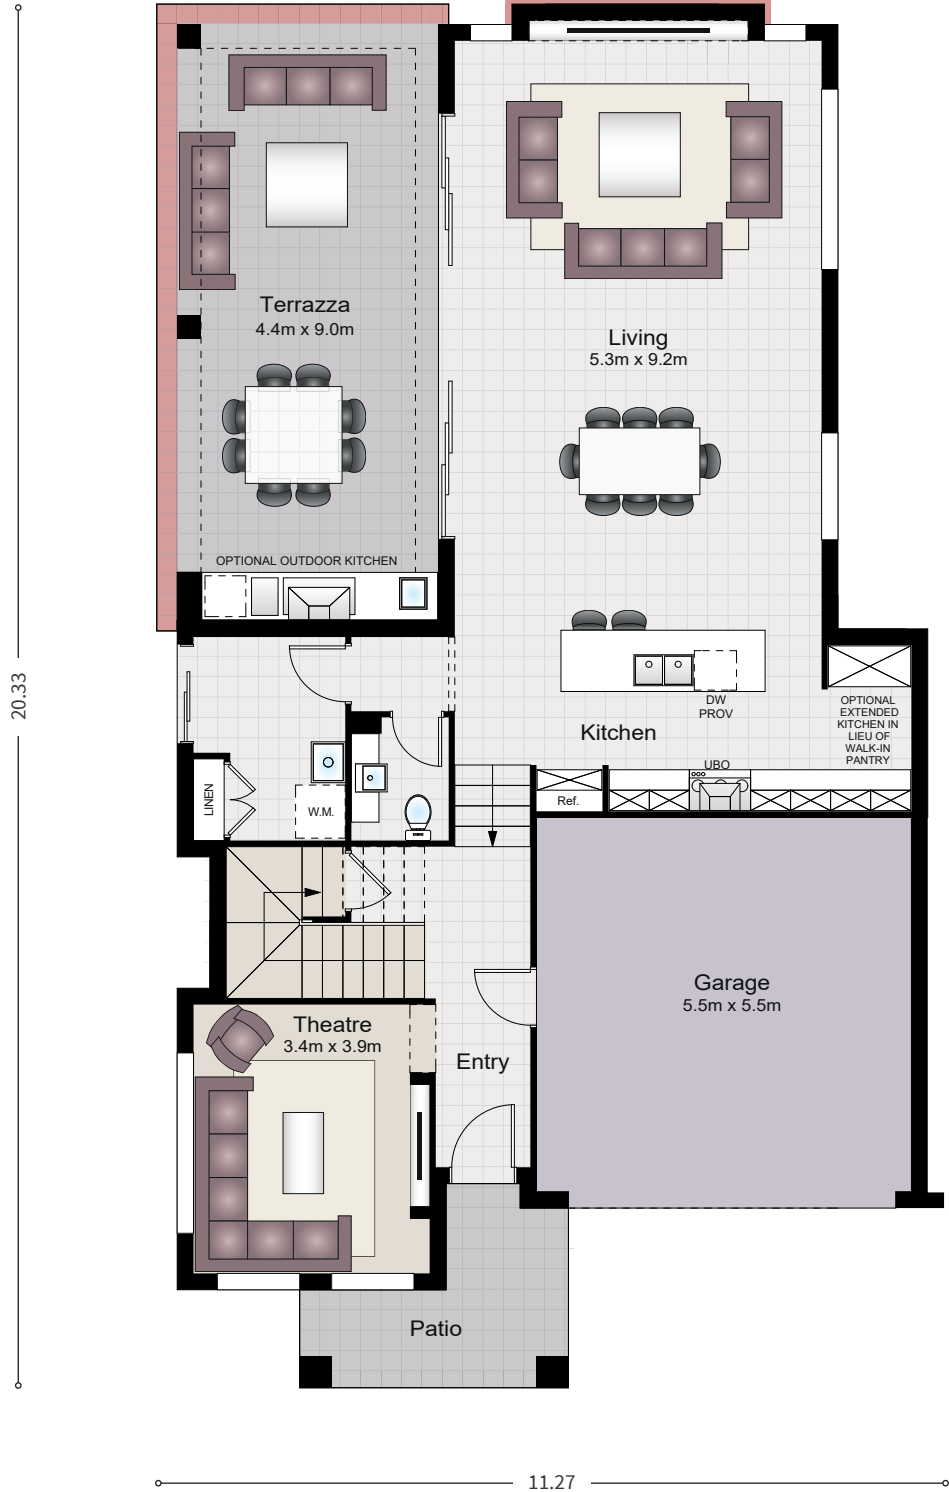 Terrazza
4.4m x 9.0m
Living
5.3m x 9.2m
OPTIONAL OUTDOOR KITCHEN
20.33
DW
PROV
Kitchen
OPTIONAL
EXTENDED
KITCHEN IN
LIEU OF
WALK-IN
PANTRY
UBO
LINEN
W.M.
Ref.
Garage
5.5m x 5.5m
Theatre
3.4m x 3.9m
Entry
Patio
11.27